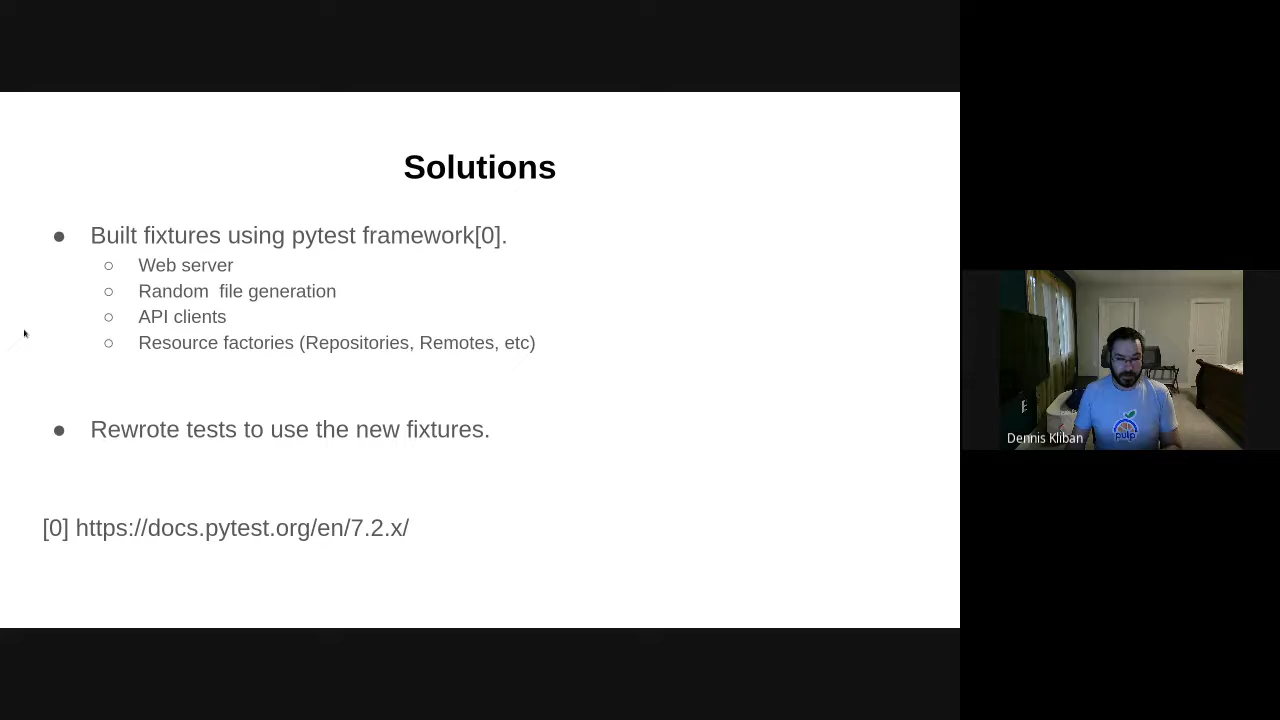 Solutions
● Built fixtures using pytest framework[0].
○ Web server
○ Random  file generation
○ API clients
○ Resource factories (Repositories, Remotes, etc)
● Rewrote tests to use the new fixtures.
[0] https://docs.pytest.org/en/7.2.x/
pulp
Dennis Kliban